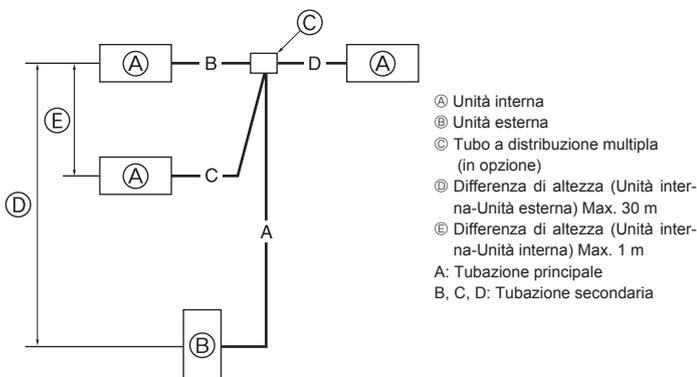 Ⓒ
Ⓐ B D Ⓐ
Ⓔ
Ⓐ C
Ⓓ
A
Ⓑ
Ⓐ Unità interna
Ⓑ Unità esterna
Ⓒ Tubo a distribuzione multipla
(in opzione)
Ⓓ Differenza di altezza (Unità inter-
na-Unità esterna) Max. 30 m
Ⓔ Differenza di altezza (Unità inter-
na-Unità interna) Max. 1 m
A: Tubazione principale
B, C, D: Tubazione secondaria